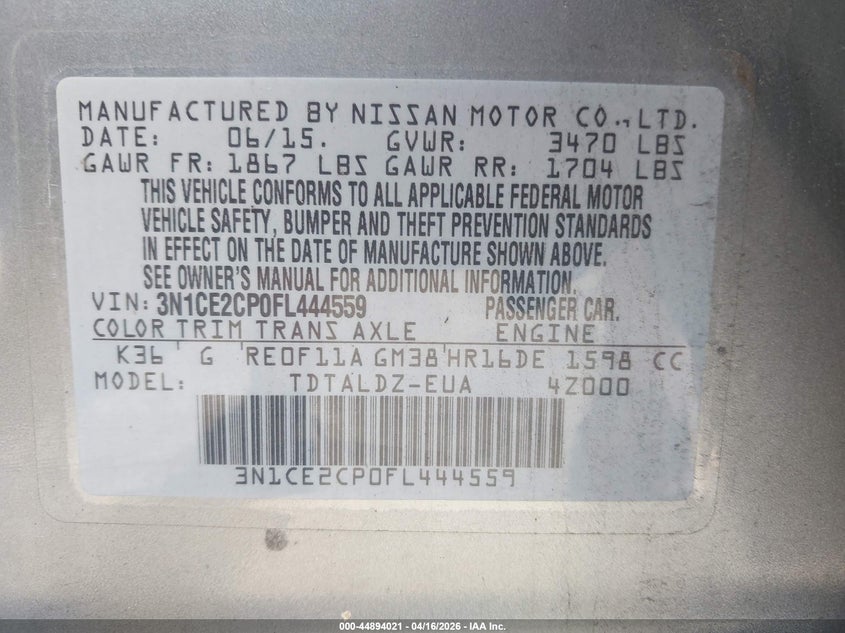 MANUFACTURED BY NISSAN MOTOR CO., LTD.
DATE: 06/15. GVWR: 3470 LBS
GAWR FR: 1867 LBS GAWR RR: 1704 LBS
THIS VEHICLE CONFORMS TO ALL APPLICABLE FEDERAL MOTOR
VEHICLE SAFETY, BUMPER AND THEFT PREVENTION STANDARDS
IN EFFECT ON THE DATE OF MANUFACTURE SHOWN ABOVE.
SEE OWNER'S MANUAL FOR ADDITIONAL INFORMATION.
VIN: 3N1CE2CP0FL444559 PASSENGER CAR.
COLOR TRIM TRANS AXLE ENGINE
K36 G RE0F11A GM38 HR16DE 1598 CC
MODEL: TDTALDZ-EUA 4Z000
3N1CE2CP0FL444559
000-44894021 - 04/16/2026 - IAA Inc.